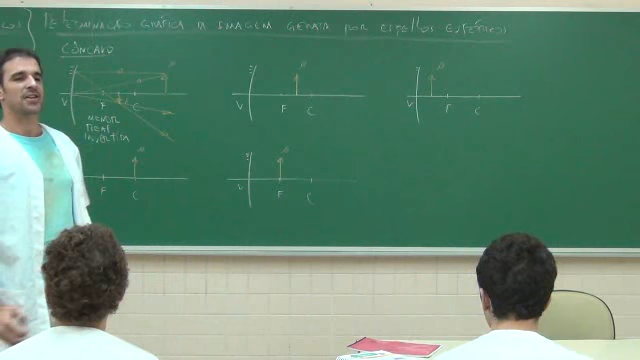 DETERMINAÇÃO GRÁFICA DA IMAGEM GERADA POR ESPELHOS ESFÉRICOS
CÔNCAVO
V F C
V F C
V F C
MENOR
REAL
INVERTIDA
F C
F C